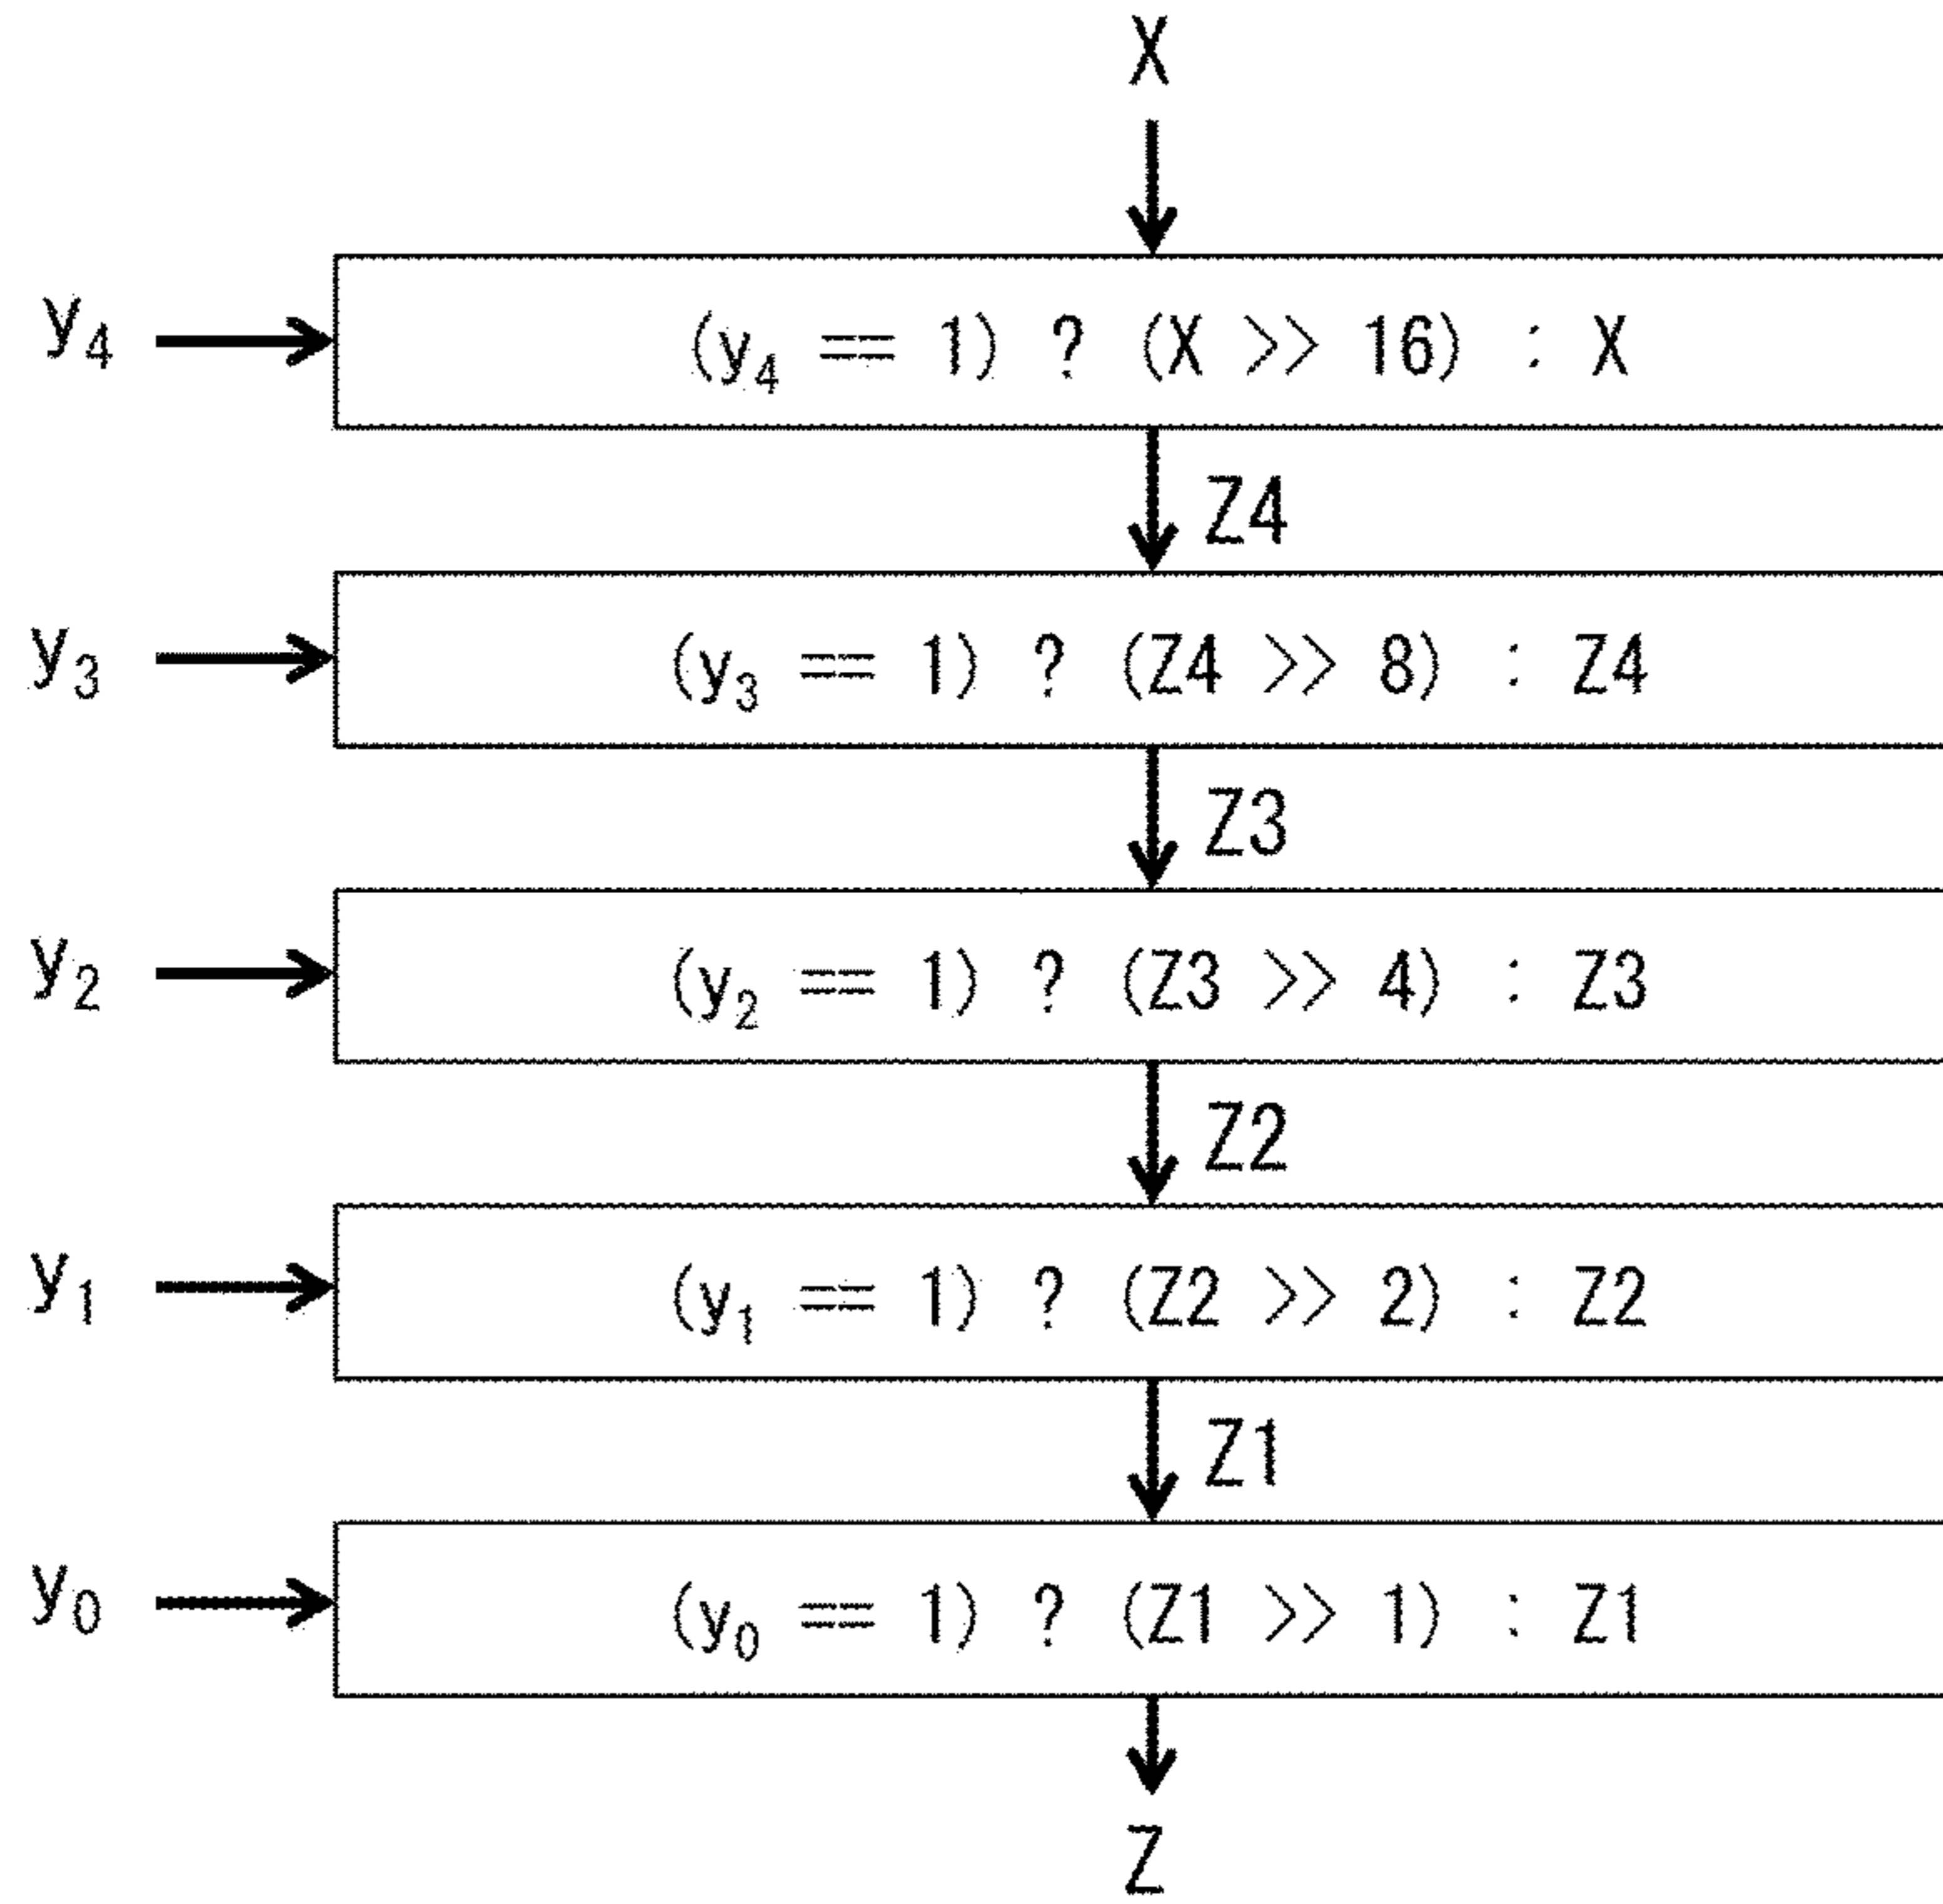 X
y₄
(y₄ == 1) ? (X >> 16) : X
Z4
y₃
(y₃ == 1) ? (Z4 >> 8) : Z4
Z3
y₂
(y₂ == 1) ? (Z3 >> 4) : Z3
Z2
y₁
(y₁ == 1) ? (Z2 >> 2) : Z2
Z1
y₀
(y₀ == 1) ? (Z1 >> 1) : Z1
Z